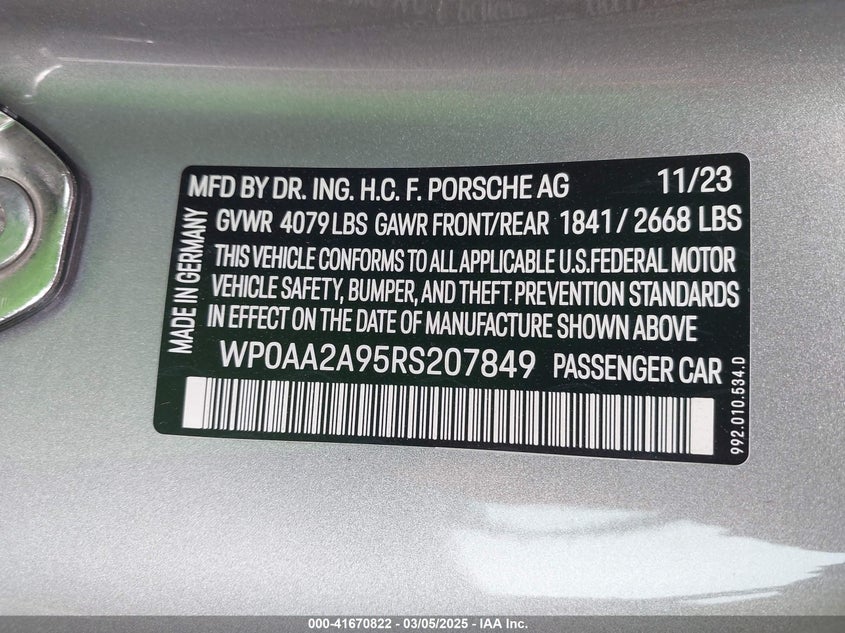 MFD BY DR. ING. H.C. F. PORSCHE AG 11/23
GVWR 4079 LBS GAWR FRONT/REAR 1841 / 2668 LBS
THIS VEHICLE CONFORMS TO ALL APPLICABLE U.S.FEDERAL MOTOR
VEHICLE SAFETY, BUMPER, AND THEFT PREVENTION STANDARDS
IN EFFECT ON THE DATE OF MANUFACTURE SHOWN ABOVE
WP0AA2A95RS207849 PASSENGER CAR
MADE IN GERMANY
992.010.534.0
000-41670822 - 03/05/2025 - IAA Inc.